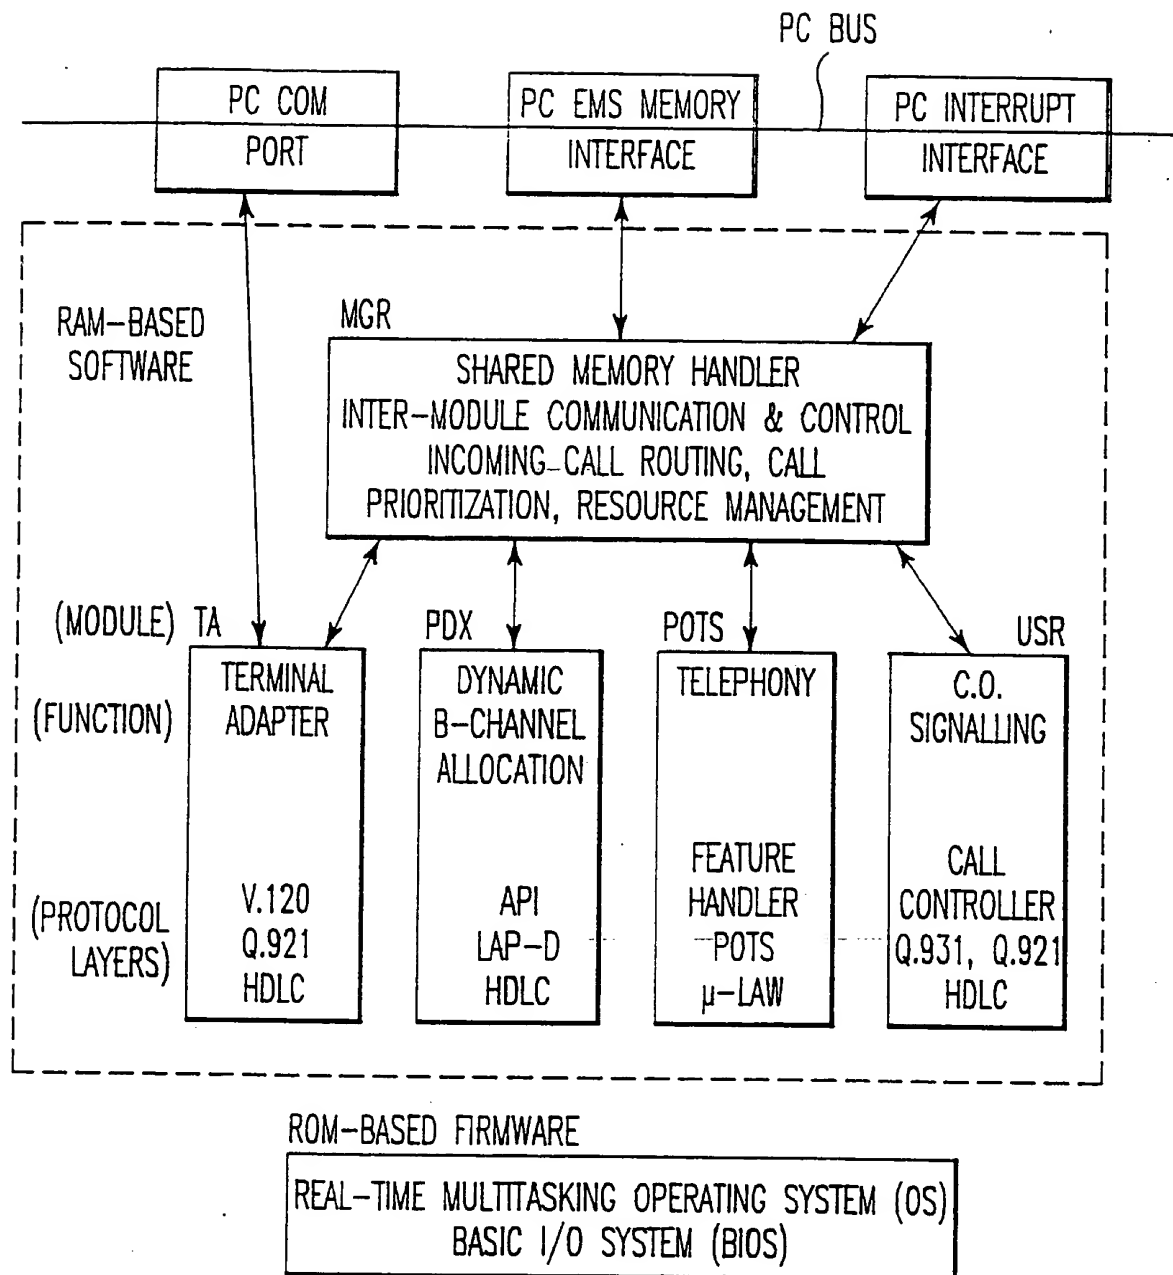 PC BUS
PC COM
PORT
PC EMS MEMORY
INTERFACE
PC INTERRUPT
INTERFACE
RAM-BASED
SOFTWARE
MGR
SHARED MEMORY HANDLER
INTER-MODULE COMMUNICATION & CONTROL
INCOMING-CALL ROUTING, CALL
PRIORITIZATION, RESOURCE MANAGEMENT
(MODULE) TA
PDX
POTS
USR
(FUNCTION)
TERMINAL
ADAPTER
DYNAMIC
B-CHANNEL
ALLOCATION
TELEPHONY
C.O.
SIGNALLING
(PROTOCOL
LAYERS)
V.120
Q.921
HDLC
API
LAP-D
HDLC
FEATURE
HANDLER
POTS
μ-LAW
CALL
CONTROLLER
Q.931, Q.921
HDLC
ROM-BASED FIRMWARE
REAL-TIME MULTITASKING OPERATING SYSTEM (OS)
BASIC I/O SYSTEM (BIOS)